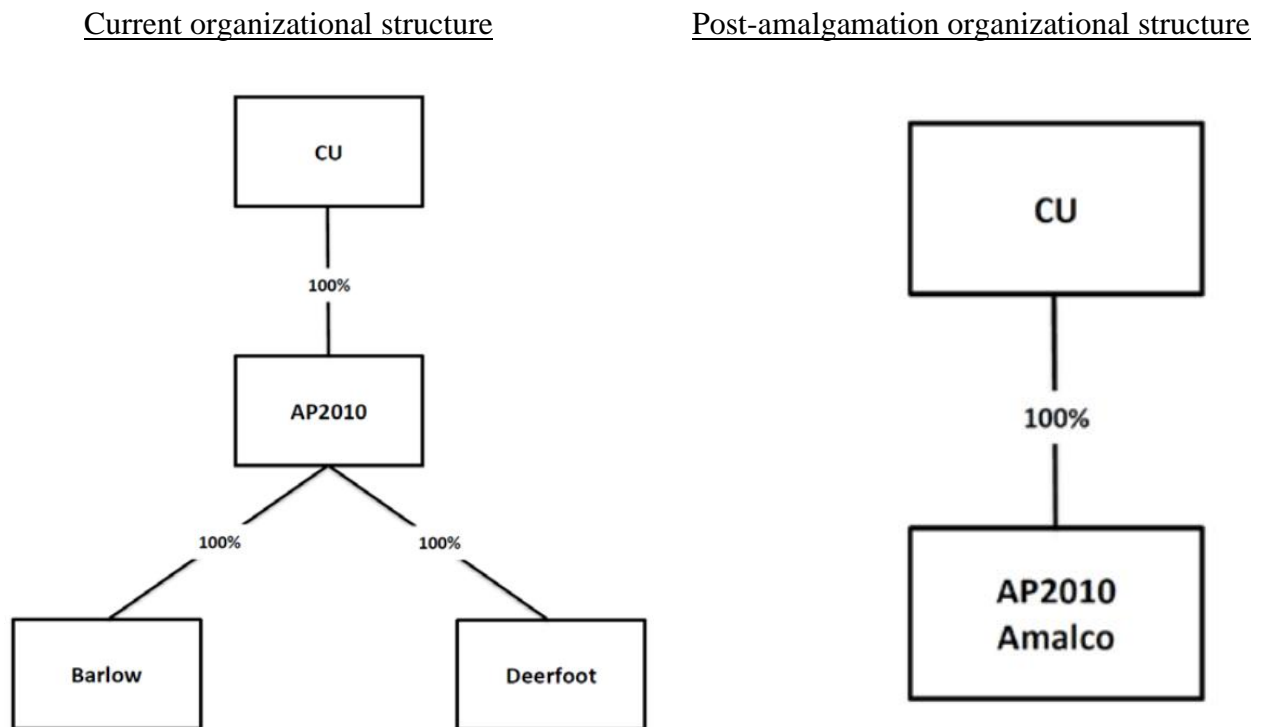 Current organizational structure
CU
100%
AP2010
100%
100%
Barlow
Deerfoot
Post-amalgamation organizational structure
CU
100%
AP2010
Amalco